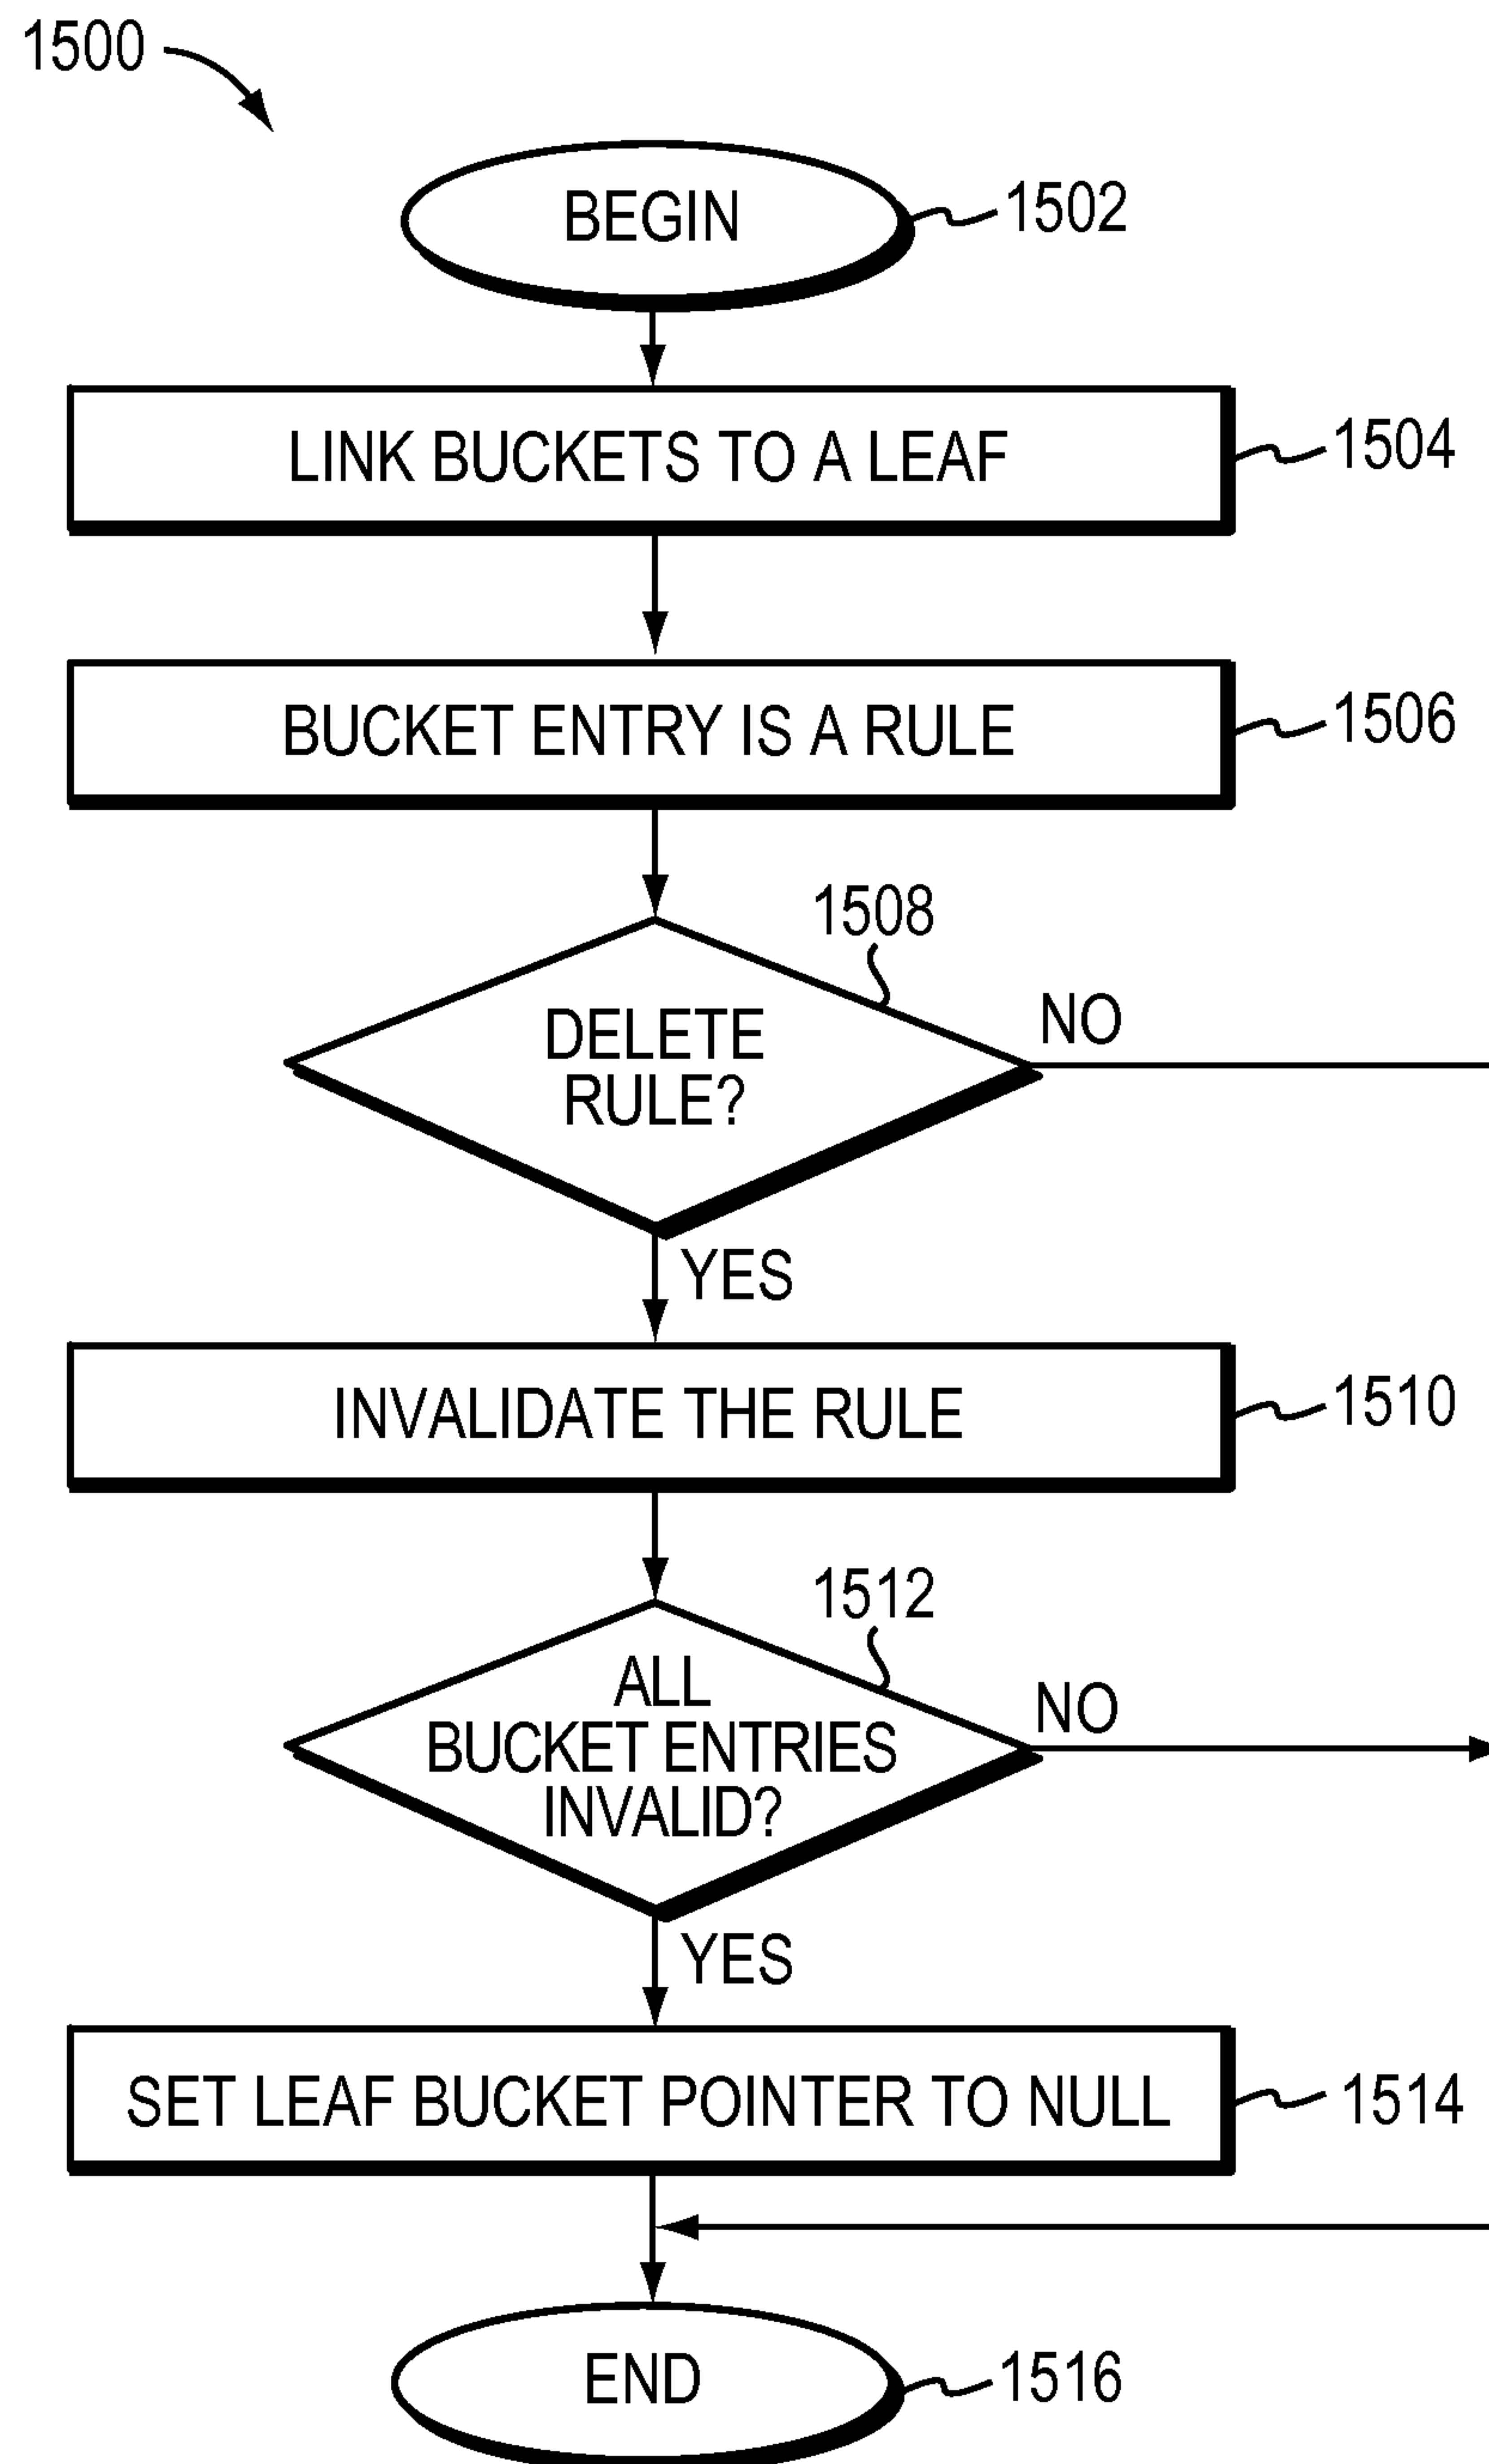 1500
BEGIN
1502
LINK BUCKETS TO A LEAF
1504
BUCKET ENTRY IS A RULE
1506
1508
DELETE
RULE?
NO
YES
INVALIDATE THE RULE
1510
1512
ALL
BUCKET ENTRIES
INVALID?
NO
YES
SET LEAF BUCKET POINTER TO NULL
1514
END
1516